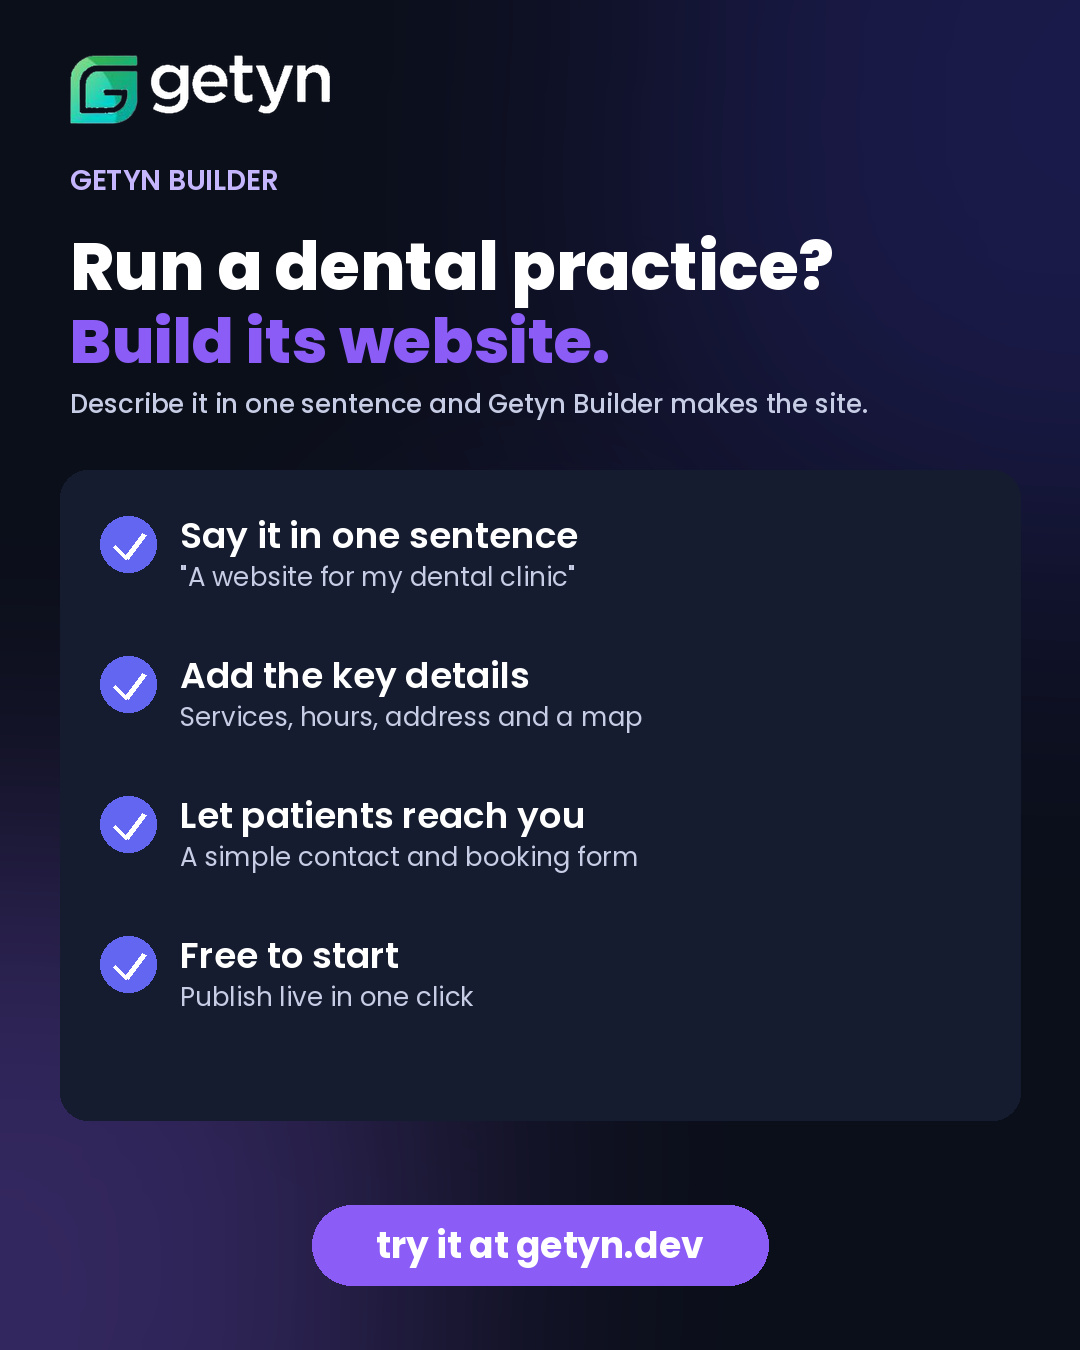 getyn
GETYN BUILDER
Run a dental practice?
Build its website.
Describe it in one sentence and Getyn Builder makes the site.
Say it in one sentence
"A website for my dental clinic"
Add the key details
Services, hours, address and a map
Let patients reach you
A simple contact and booking form
Free to start
Publish live in one click
try it at getyn.dev